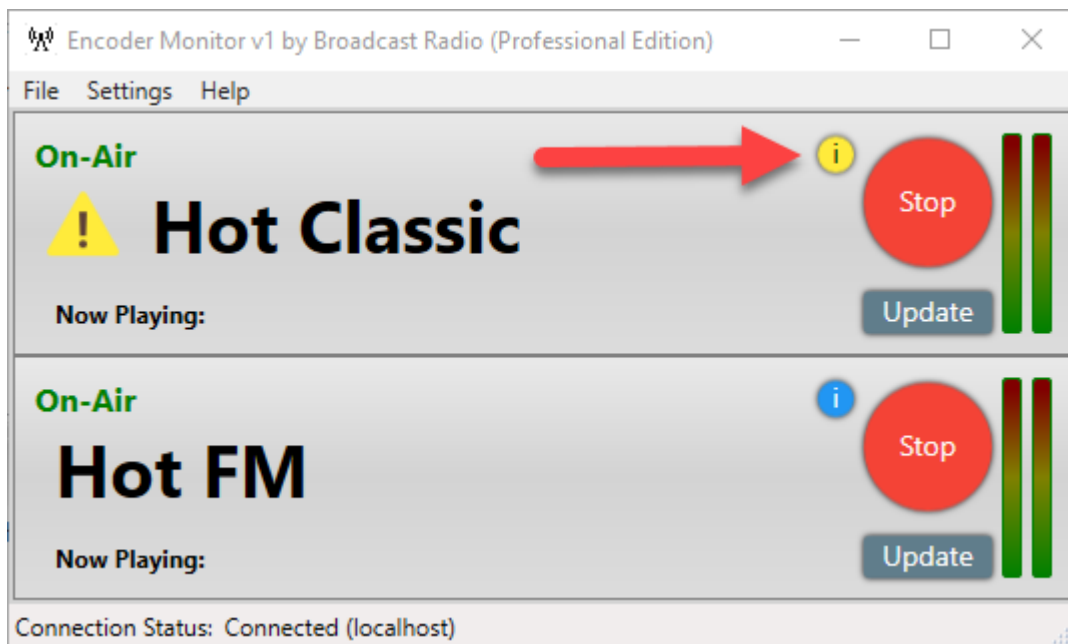 Encoder Monitor v1 by Broadcast Radio (Professional Edition)
File Settings Help
On-Air
i
Stop
! Hot Classic
Now Playing:
Update
On-Air
i
Stop
Hot FM
Now Playing:
Update
Connection Status: Connected (localhost)